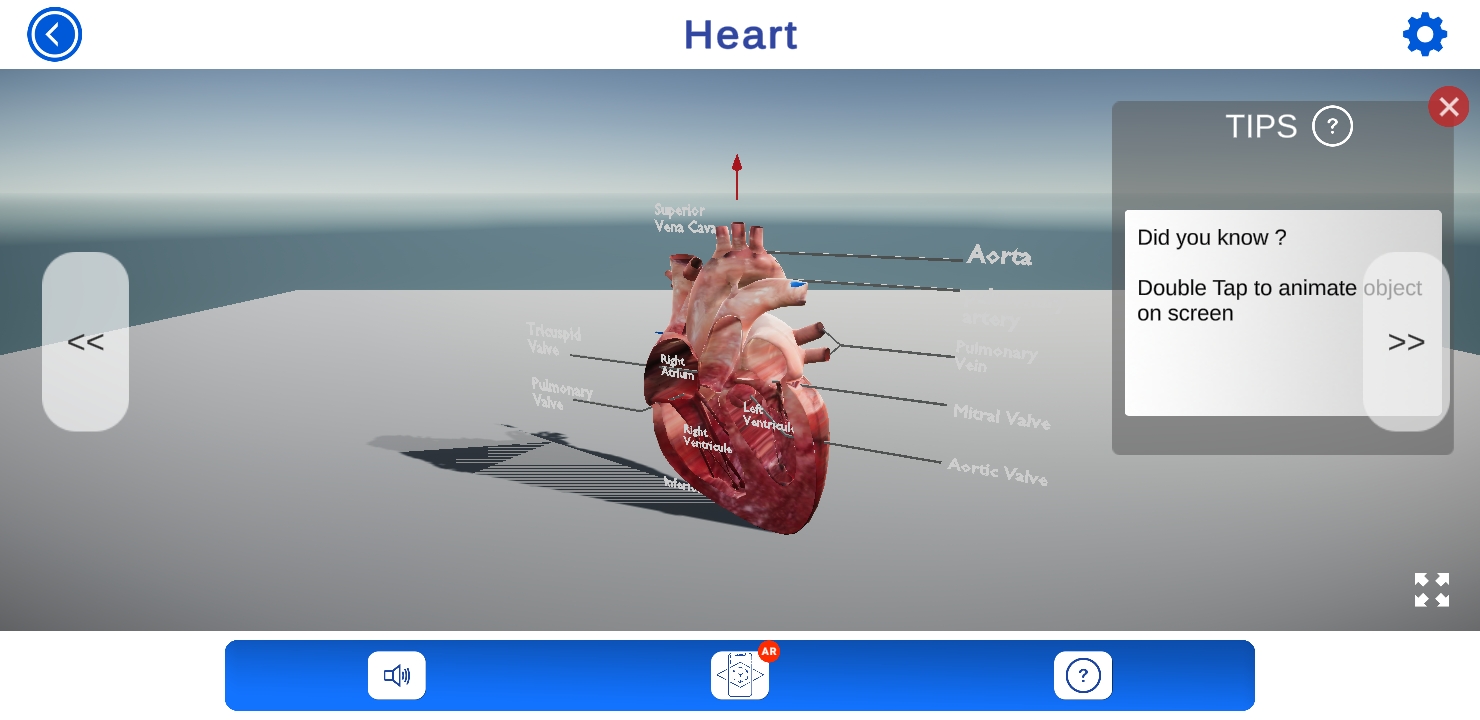 Heart
TIPS ?
Did you know ?
Double Tap to animate object
on screen
<<
>>
Superior
Vena Cava
Aorta
artery
Tricuspid
Valve
Pulmonary
Vein
Right
Atrium
Pulmonary
Valve
Left
Ventricule
Mitral Valve
Right
Ventricule
Aortic Valve
AR
?